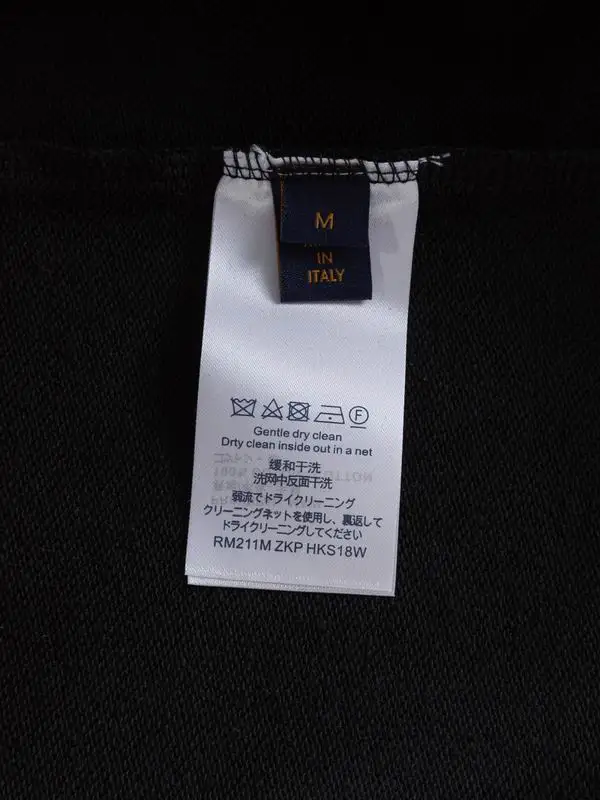 M
IN
ITALY
F
Gentle dry clean
Drty clean inside out in a net
缓和干洗
洗网中反面干洗
弱流でドライクリーニング
クリーニングネットを使用し、裏返して
ドライクリーニングしてください
RM211M ZKP HKS18W